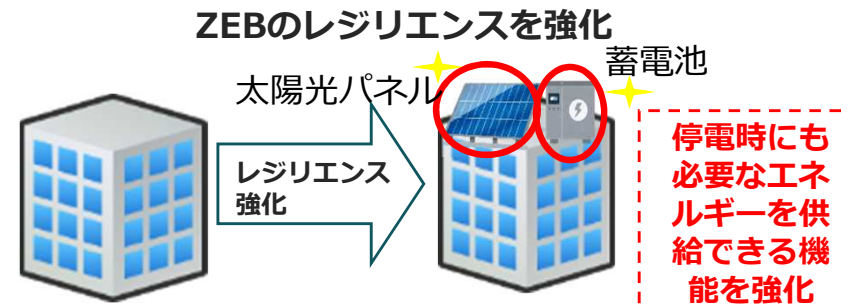 ZEBのレジリエンスを強化
蓄電池
太陽光パネル
レジリエンス
強化
停電時にも
必要なエネ
ルギーを供
給できる機
能を強化